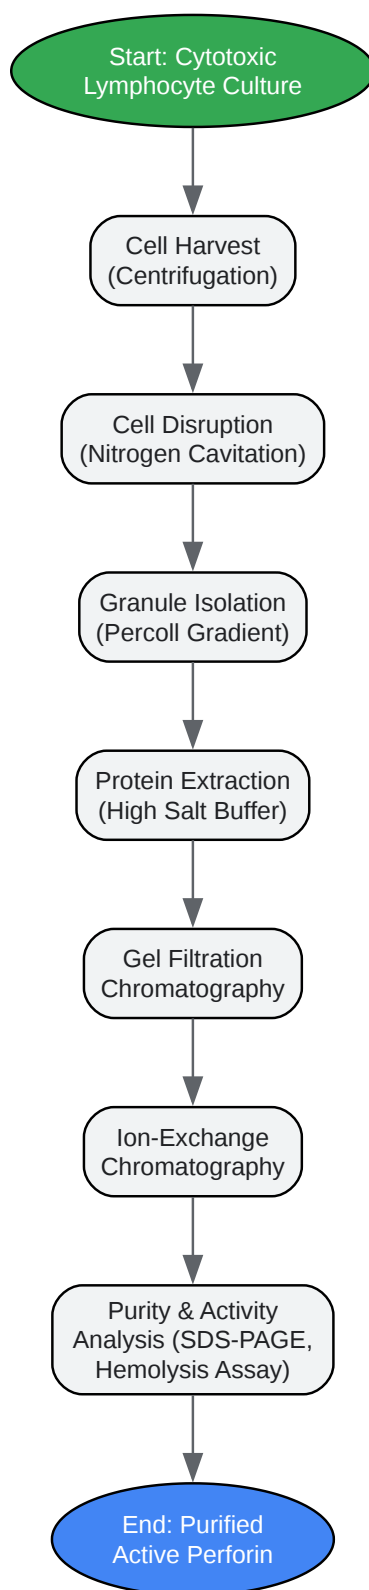 Start: Cytotoxic
Lymphocyte Culture
Cell Harvest
(Centrifugation)
Cell Disruption
(Nitrogen Cavitation)
Granule Isolation
(Percoll Gradient)
Protein Extraction
(High Salt Buffer)
Gel Filtration
Chromatography
Ion-Exchange
Chromatography
Purity & Activity
Analysis (SDS-PAGE,
Hemolysis Assay)
End: Purified
Active Perforin